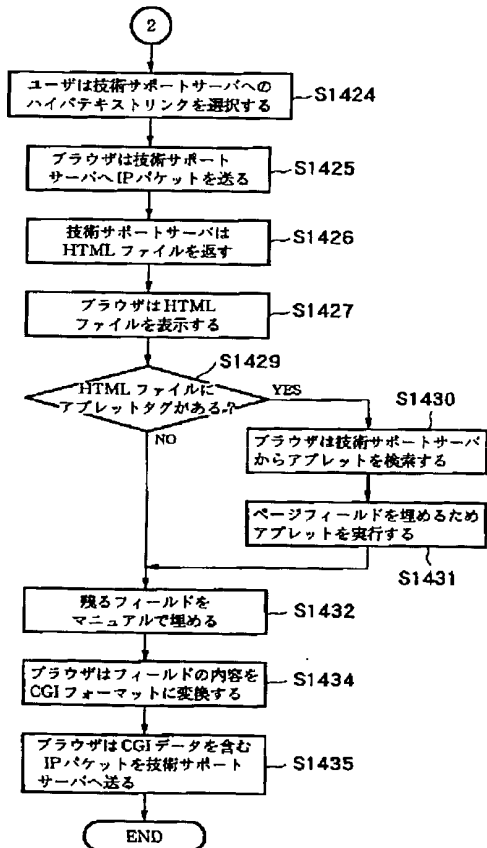 2
ユーザは技術サポートサーバへの
ハイパテキストリンクを選択する
S1424
ブラウザは技術サポート
サーバへIPパケットを送る
S1425
技術サポートサーバは
HTMLファイルを返す
S1426
ブラウザはHTML
ファイルを表示する
S1427
S1429
HTMLファイルに
アプレットタグがある?
YES
NO
S1430
ブラウザは技術サポートサーバ
からアプレットを検索する
ページフィールドを埋めるため
アプレットを実行する
S1431
残るフィールドを
マニュアルで埋める
S1432
ブラウザはフィールドの内容を
CGIフォーマットに変換する
S1434
ブラウザはCGIデータを含む
IPパケットを技術サポート
サーバへ送る
S1435
END